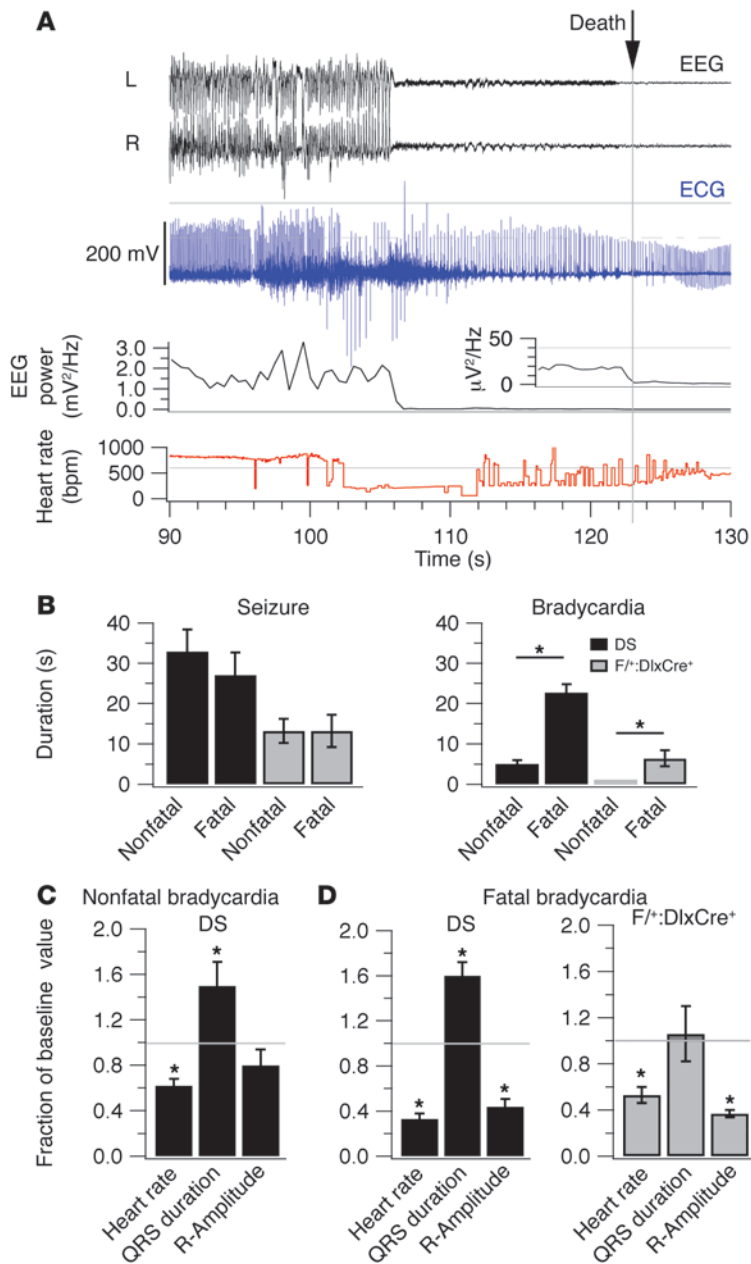 A
Death
EEG
L
R
ECG
200 mV
EEG power (mV²/Hz)
3.0
2.0
1.0
0.0
µV²/Hz
40
0
Heart rate (bpm)
1000
500
0
90
100
110
120
130
Time (s)
B
Seizure
Duration (s)
40
30
20
10
0
Nonfatal
Fatal
Nonfatal
Fatal
Bradycardia
40
30
20
10
0
*
*
DS
F/⁺:DlxCre⁺
Nonfatal
Fatal
Nonfatal
Fatal
C
Nonfatal bradycardia
DS
Fraction of baseline value
2.0
1.6
1.2
0.8
0.4
0.0
*
*
Heart rate
QRS duration
R-Amplitude
D
Fatal bradycardia
DS
2.0
1.6
1.2
0.8
0.4
0.0
*
*
*
Heart rate
QRS duration
R-Amplitude
F/⁺:DlxCre⁺
2.0
1.6
1.2
0.8
0.4
0.0
*
*
Heart rate
QRS duration
R-Amplitude